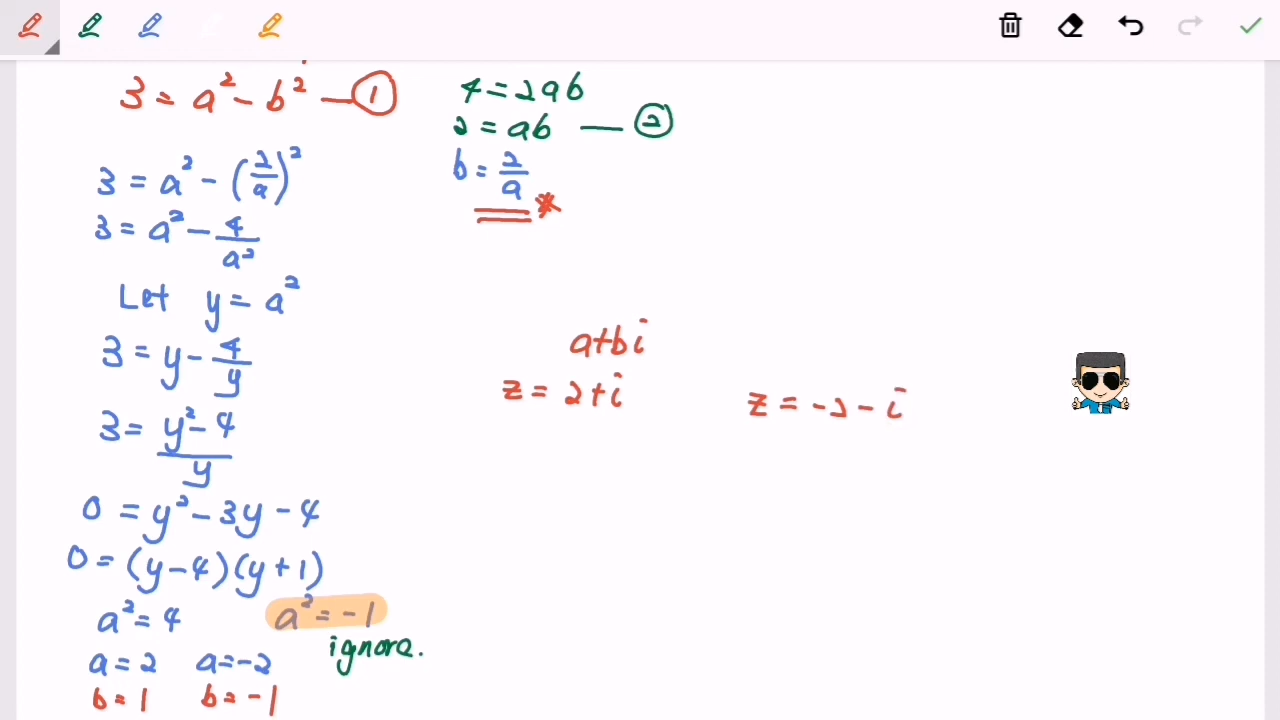 3 = a² - b² — ①
4 = 2ab
2 = ab — ②
b = 2/a *
3 = a² - (2/a)²
3 = a² - 4/a²
Let y = a²
3 = y - 4/y
3 = (y² - 4)/y
0 = y² - 3y - 4
0 = (y - 4)(y + 1)
a² = 4 a² = -1
ignore.
a = 2 a = -2
b = 1 b = -1
a+bi
z = 2+i z = -2-i